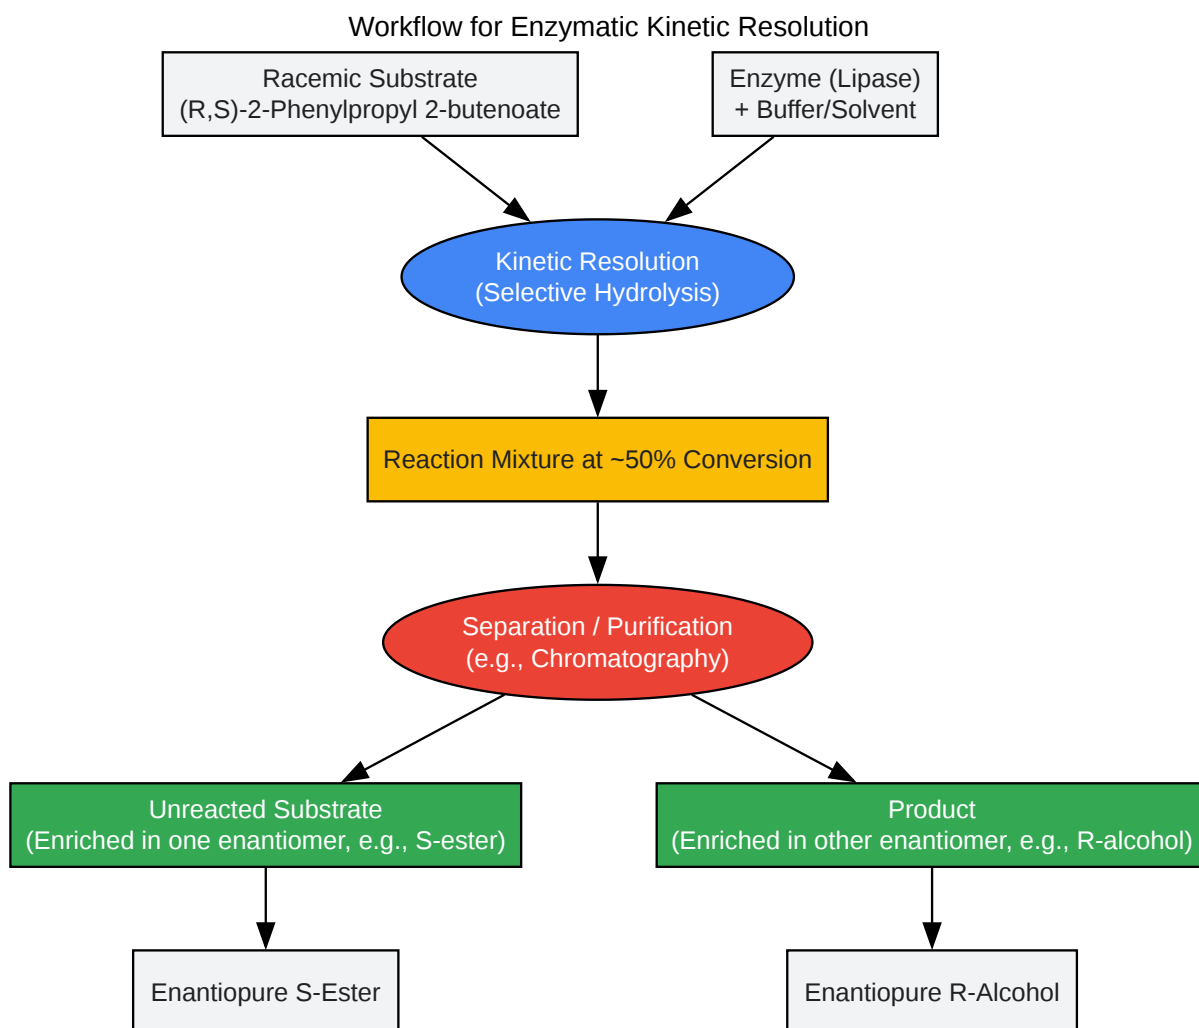 Workflow for Enzymatic Kinetic Resolution
Racemic Substrate
(R,S)-2-Phenylpropyl 2-butenoate
Enzyme (Lipase)
+ Buffer/Solvent
Kinetic Resolution
(Selective Hydrolysis)
Reaction Mixture at ~50% Conversion
Separation / Purification
(e.g., Chromatography)
Unreacted Substrate
(Enriched in one enantiomer, e.g., S-ester)
Product
(Enriched in other enantiomer, e.g., R-alcohol)
Enantiopure S-Ester
Enantiopure R-Alcohol